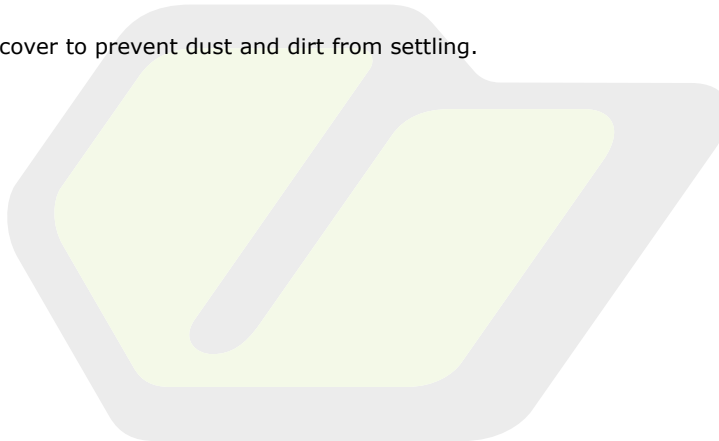 cover to prevent dust and dirt from settling.